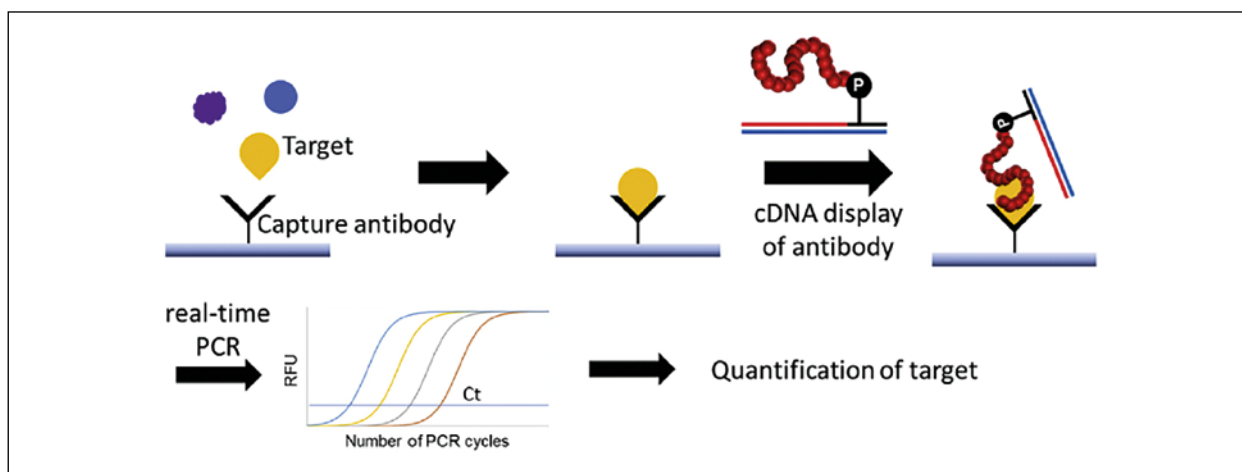 P
Target
Capture antibody
cDNA display
of antibody
P
real-time
PCR
RFU
Ct
Number of PCR cycles
Quantification of target